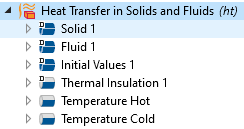 Heat Transfer in Solids and Fluids (ht)
Solid 1
Fluid 1
Initial Values 1
Thermal Insulation 1
Temperature Hot
Temperature Cold